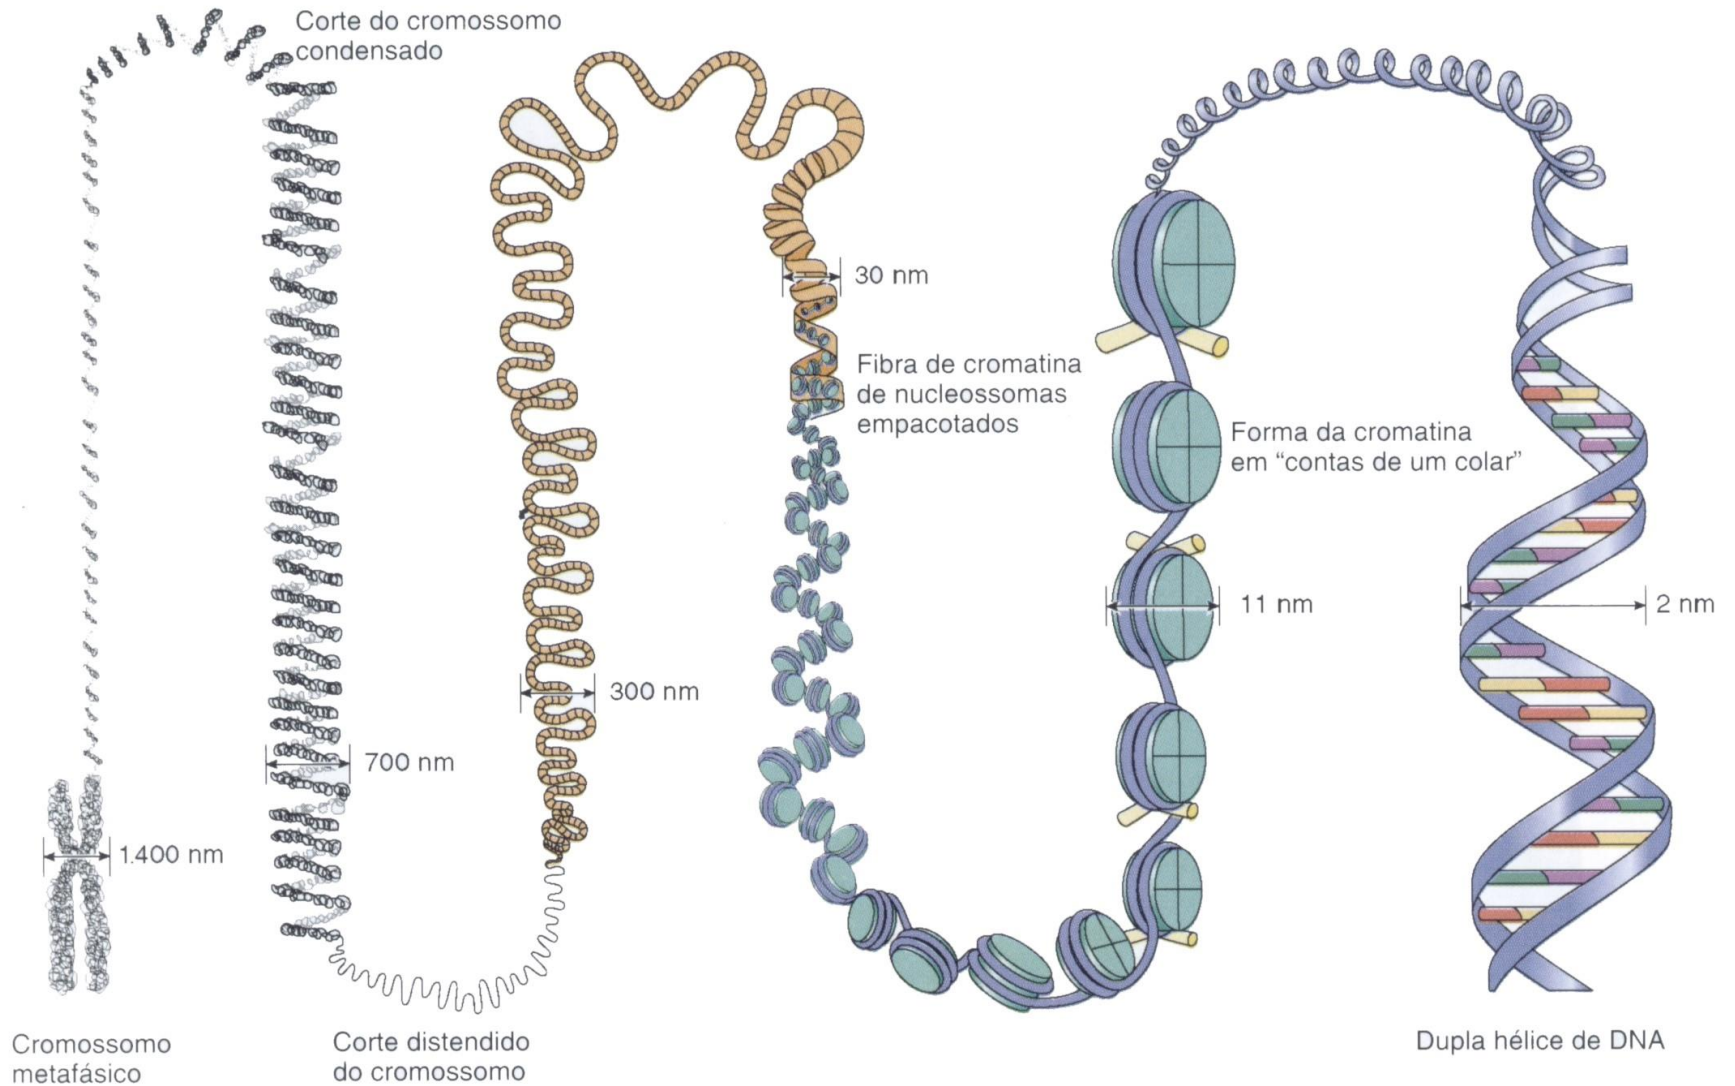 Corte do cromossomo
condensado
30 nm
Fibra de cromatina
de nucleossomas
empacotados
Forma da cromatina
em “contas de um colar”
11 nm
2 nm
300 nm
700 nm
1.400 nm
Cromossomo
metafásico
Corte distendido
do cromossomo
Dupla hélice de DNA